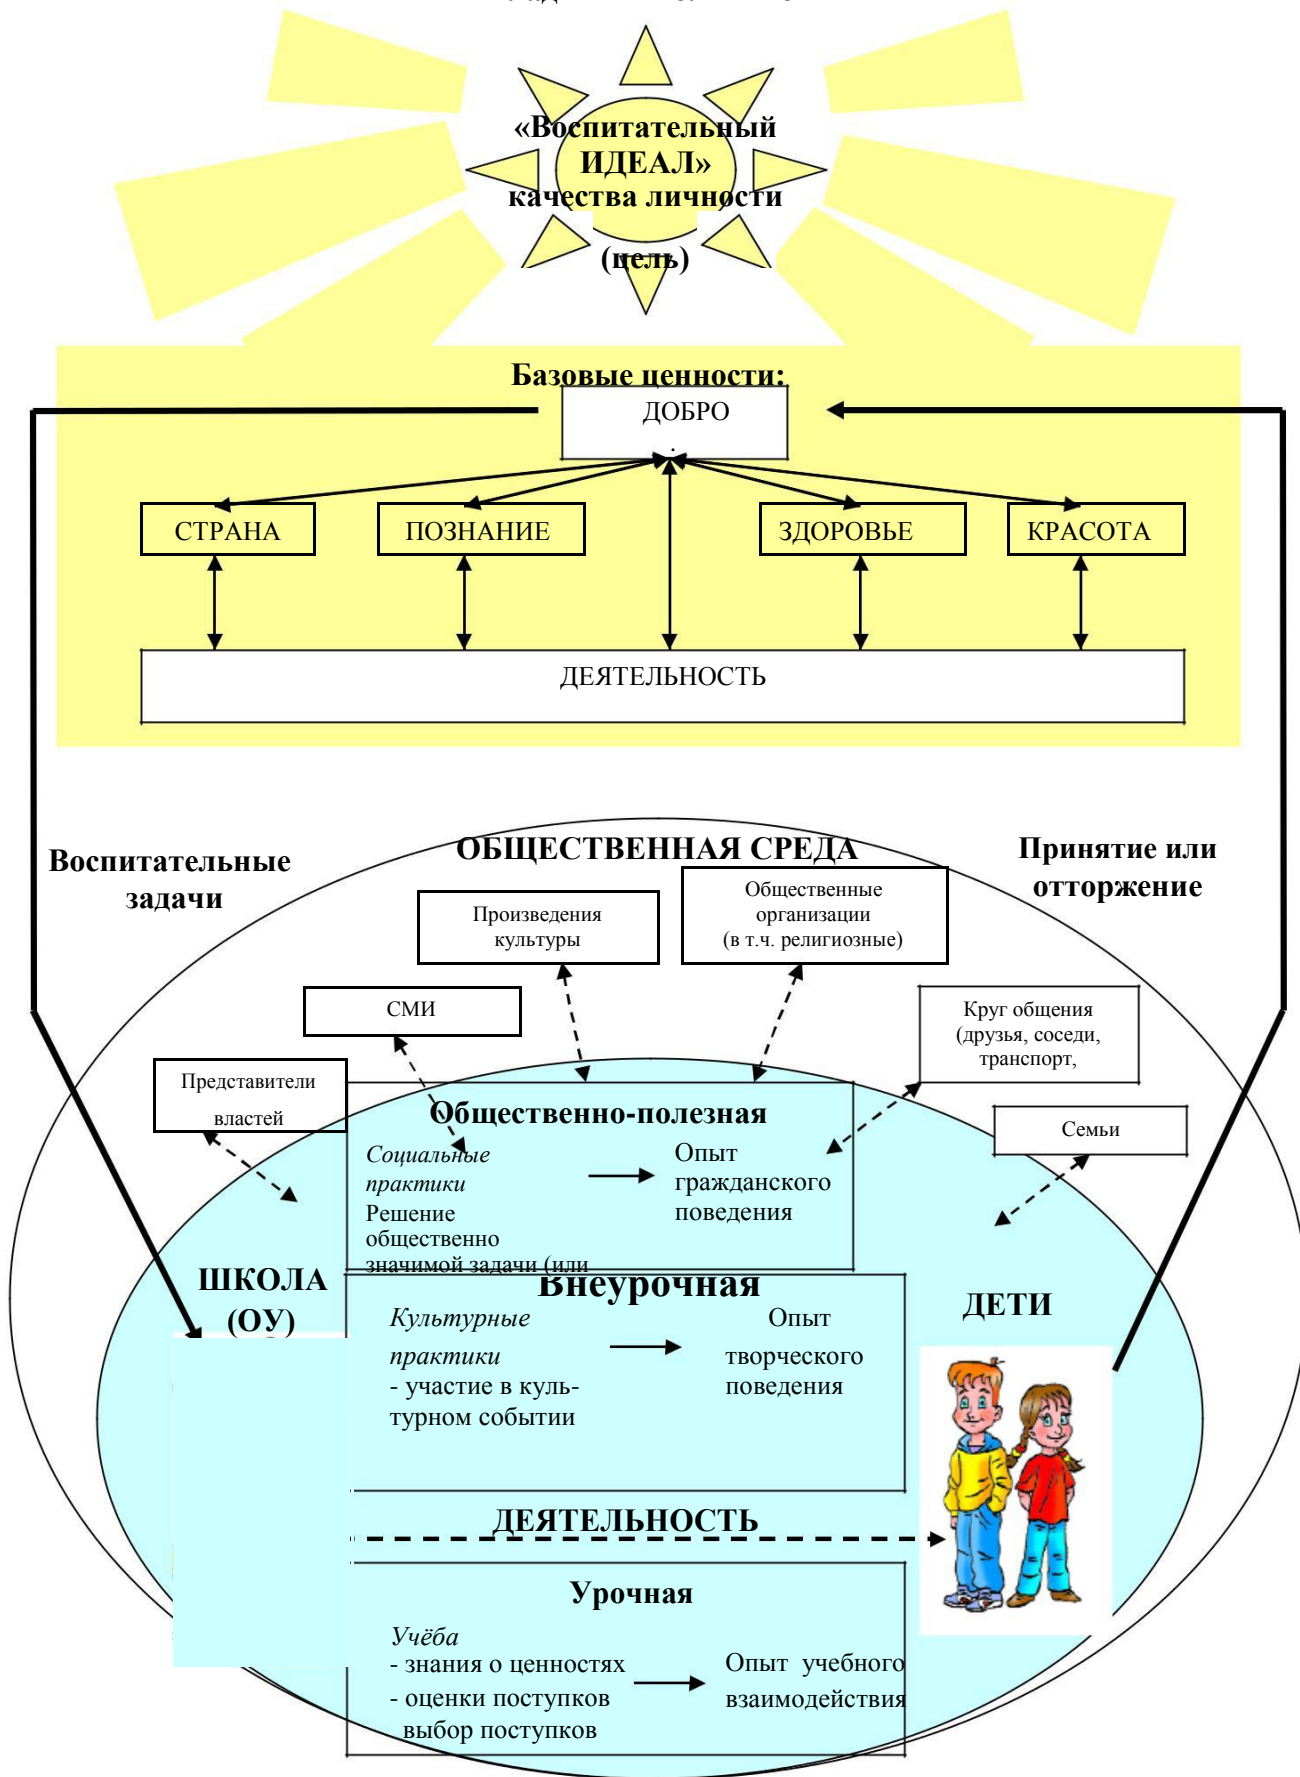 «Воспитательный
ИДЕАЛ»
качества личности
(цель)
Базовые ценности:
ДОБРО
.
СТРАНА
ПОЗНАНИЕ
ЗДОРОВЬЕ
КРАСОТА
ДЕЯТЕЛЬНОСТЬ
Воспитательные
задачи
ОБЩЕСТВЕННАЯ СРЕДА
Принятие или
отторжение
Произведения
культуры
Общественные
организации
(в т.ч. религиозные)
СМИ
Круг общения
(друзья, соседи,
транспорт,
Представители
властей
Семьи
Общественно-полезная
Социальные
практики
Решение
общественно
значимой задачи (или
Опыт
гражданского
поведения
ШКОЛА
(ОУ)
Внеурочная
Культурные
практики
- участие в куль-
турном событии
Опыт
творческого
поведения
ДЕТИ
ДЕЯТЕЛЬНОСТЬ
Урочная
Учёба
- знания о ценностях
- оценки поступков
выбор поступков
Опыт учебного
взаимодействия